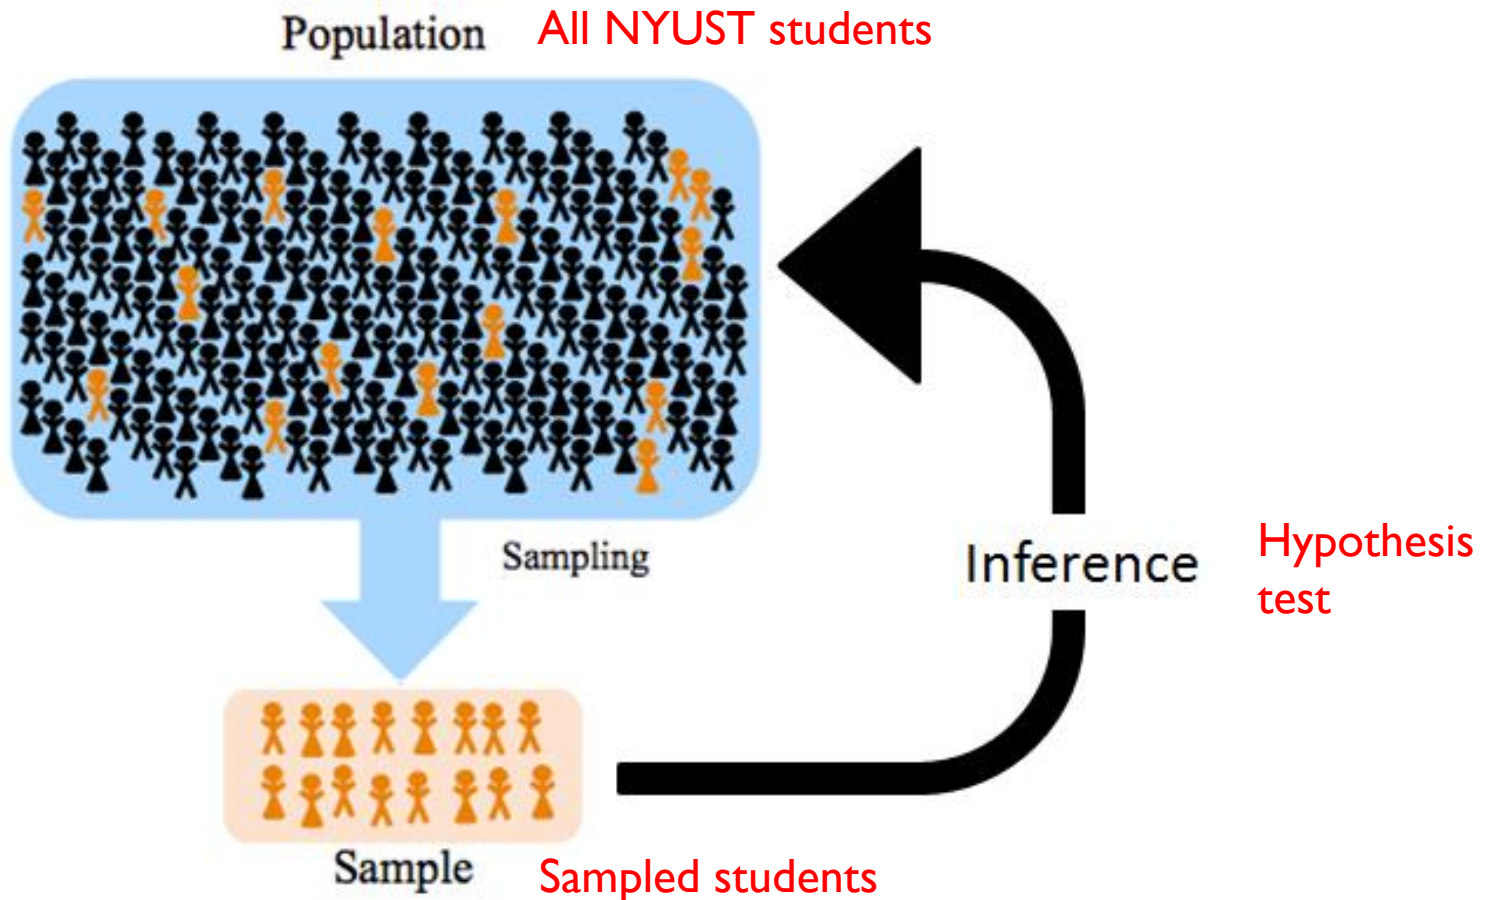 Population All NYUST students
Sampling
Inference
Hypothesis
test
Sample Sampled students